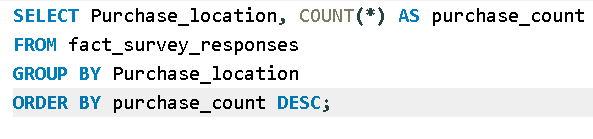 SELECT Purchase_location, COUNT(*) AS purchase_count
FROM fact_survey_responses
GROUP BY Purchase_location
ORDER BY purchase_count DESC;